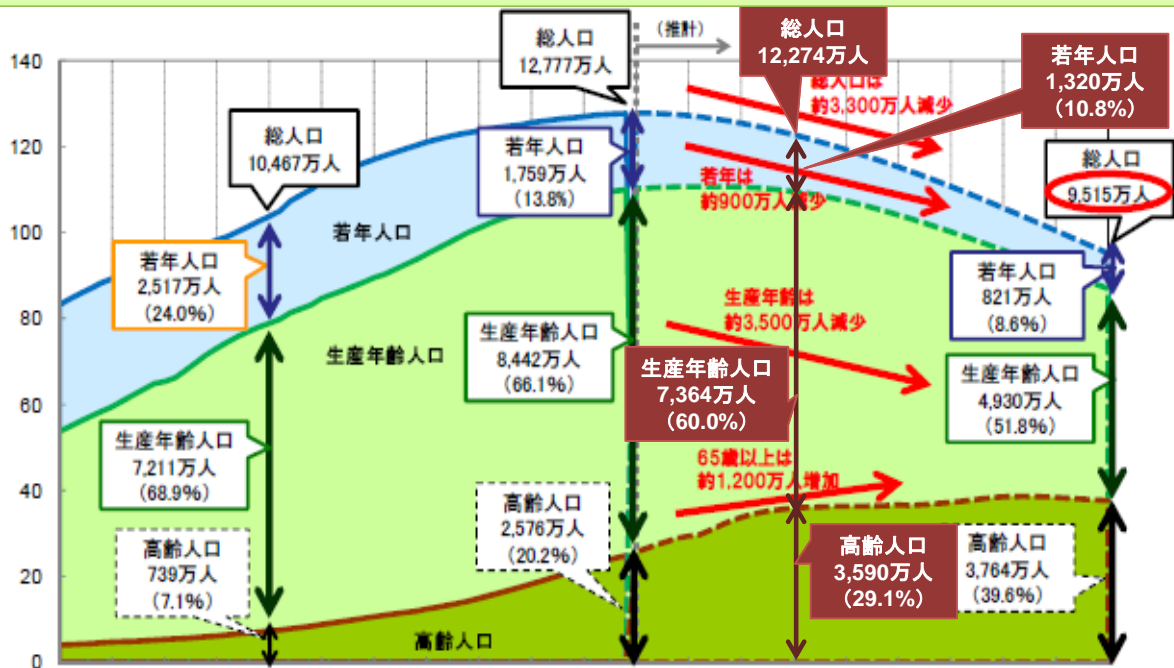 140
120
100
80
60
40
20
0
総人口
10,467万人
若年人口
2,517万人
(24.0%)
生産年齢人口
7,211万人
(68.9%)
高齢人口
739万人
(7.1%)
若年人口
生産年齢人口
高齢人口
総人口
12,777万人
若年人口
1,759万人
(13.8%)
生産年齢人口
8,442万人
(66.1%)
高齢人口
2,576万人
(20.2%)
(推計)
総人口
12,274万人
若年人口
1,320万人
(10.8%)
生産年齢人口
7,364万人
(60.0%)
高齢人口
3,590万人
(29.1%)
総人口は
約3,300万人減少
若年は
約900万人減少
生産年齢は
約3,500万人減少
65歳以上は
約1,200万人増加
総人口
9,515万人
若年人口
821万人
(8.6%)
生産年齢人口
4,930万人
(51.8%)
高齢人口
3,764万人
(39.6%)